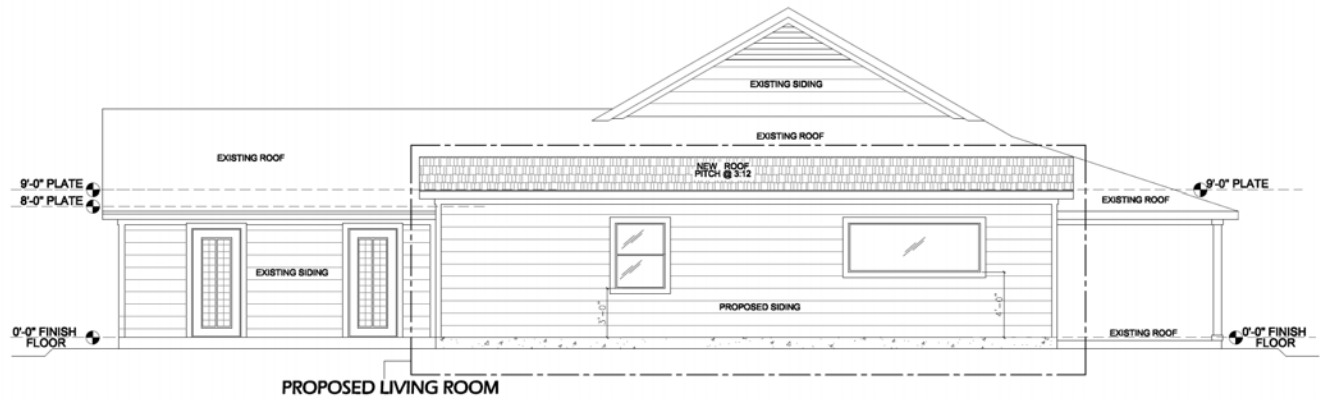 EXISTING SIDING
EXISTING ROOF
EXISTING ROOF
NEW ROOF
PITCH @ 3:12
9'-0" PLATE
9'-0" PLATE
8'-0" PLATE
EXISTING ROOF
EXISTING SIDING
3'-0"
4'-0"
PROPOSED SIDING
0'-0" FINISH
FLOOR
EXISTING ROOF
0'-0" FINISH
FLOOR
PROPOSED LIVING ROOM